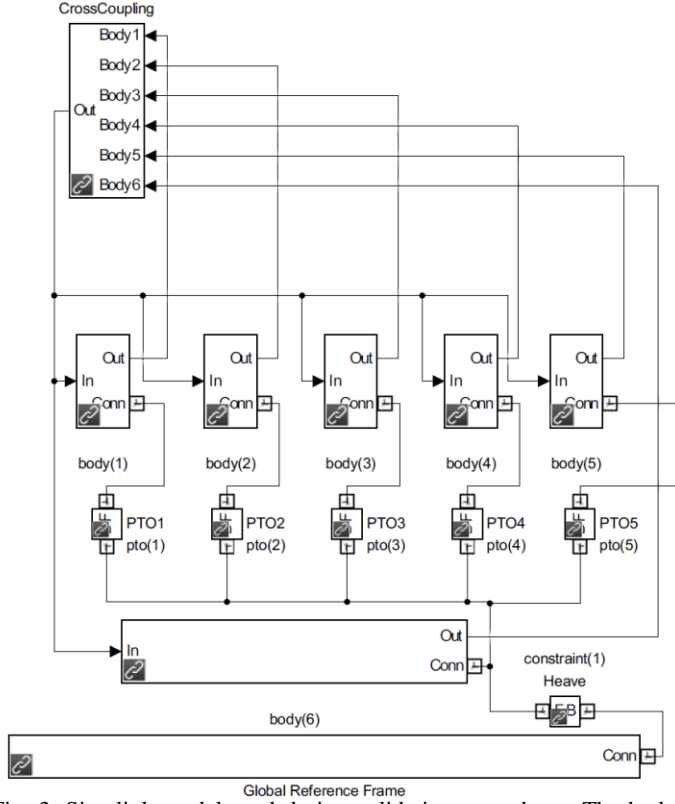 CrossCoupling
Body1
Body2
Body3
Out
Body4
Body5
Body6
Out Out Out Out Out
In In In In In
Conn Conn Conn Conn Conn
body(1) body(2) body(3) body(4) body(5)
PTO1 PTO2 PTO3 PTO4 PTO5
pto(1) pto(2) pto(3) pto(4) pto(5)
Out
In
Conn
constraint(1)
Heave
body(6)
Conn
Global Reference Frame